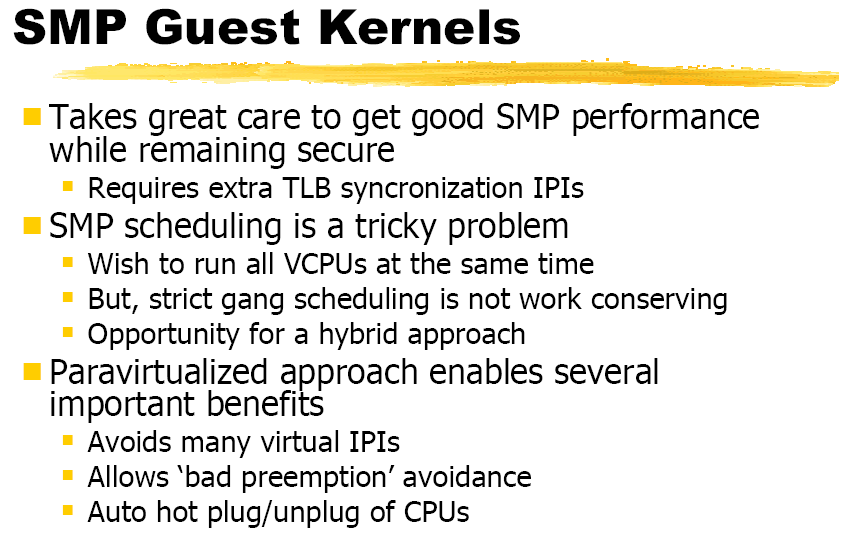 SMP Guest Kernels
Takes great care to get good SMP performance
while remaining secure
Requires extra TLB syncronization IPIs
SMP scheduling is a tricky problem
Wish to run all VCPUs at the same time
But, strict gang scheduling is not work conserving
Opportunity for a hybrid approach
Paravirtualized approach enables several
important benefits
Avoids many virtual IPIs
Allows ‘bad preemption’ avoidance
Auto hot plug/unplug of CPUs